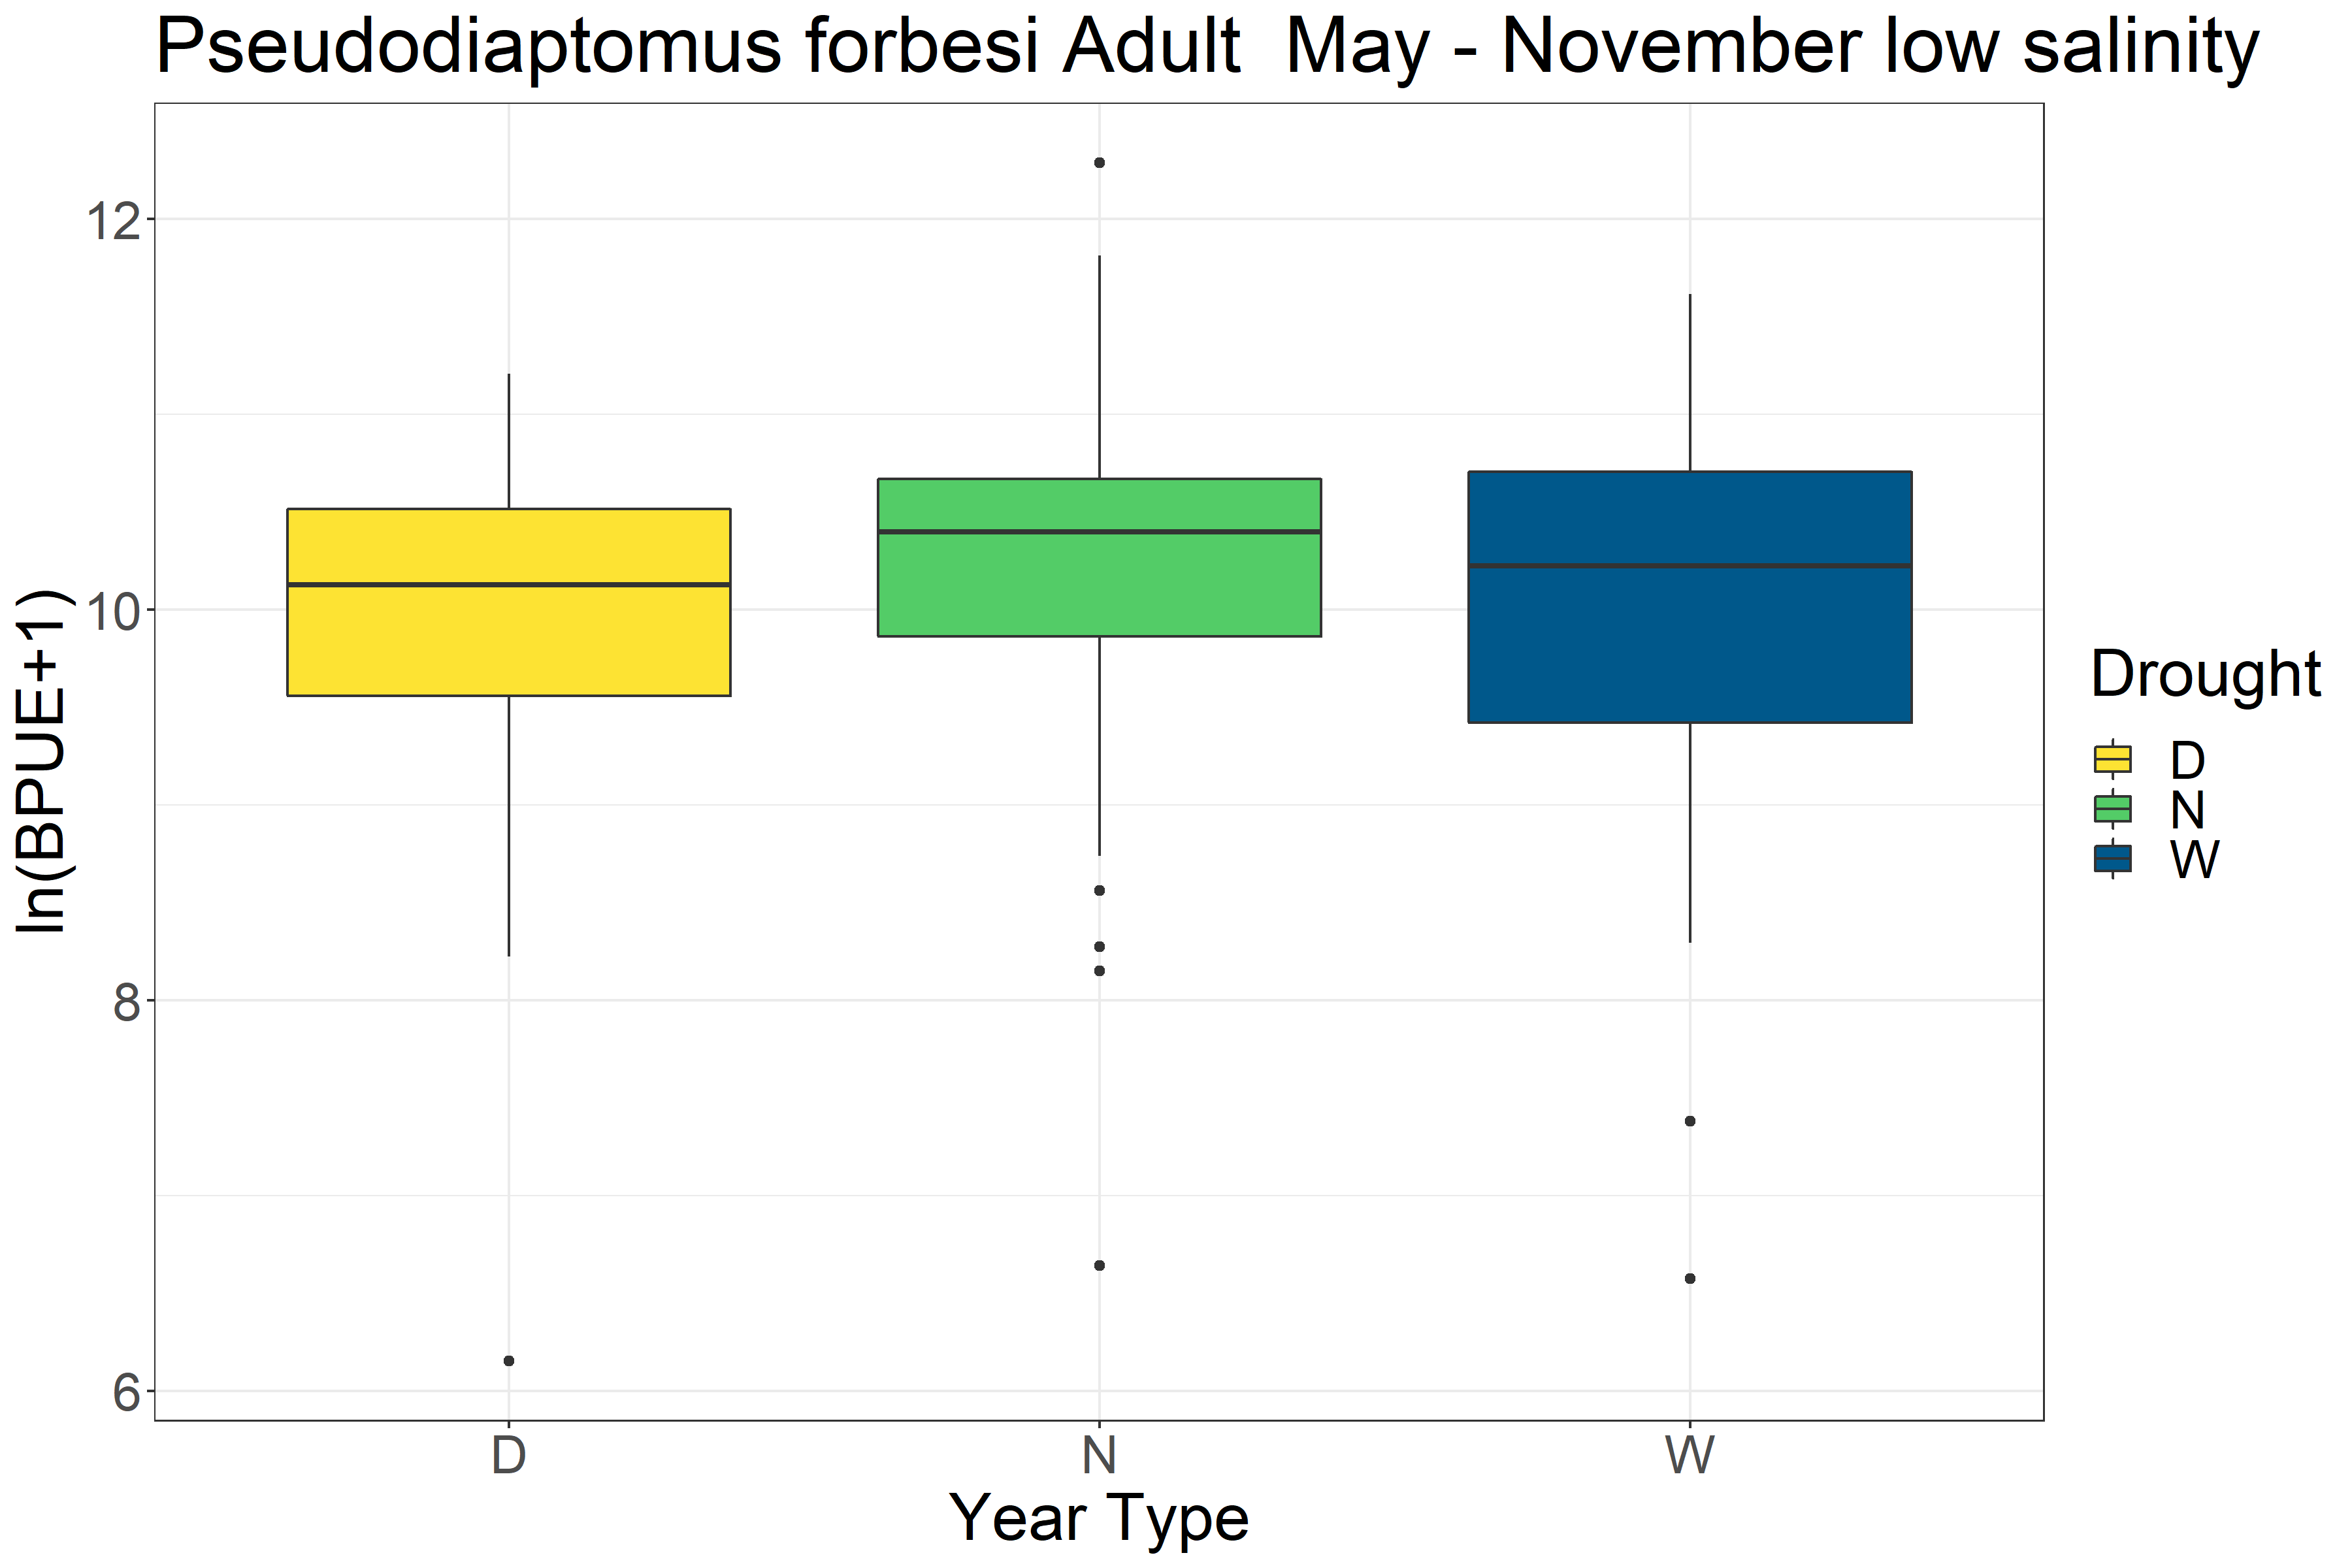 Pseudodiaptomus forbesi Adult  May - November low salinity
ln(BPUE+1)
12
10
8
6
D
N
W
Year Type
Drought
D
N
W